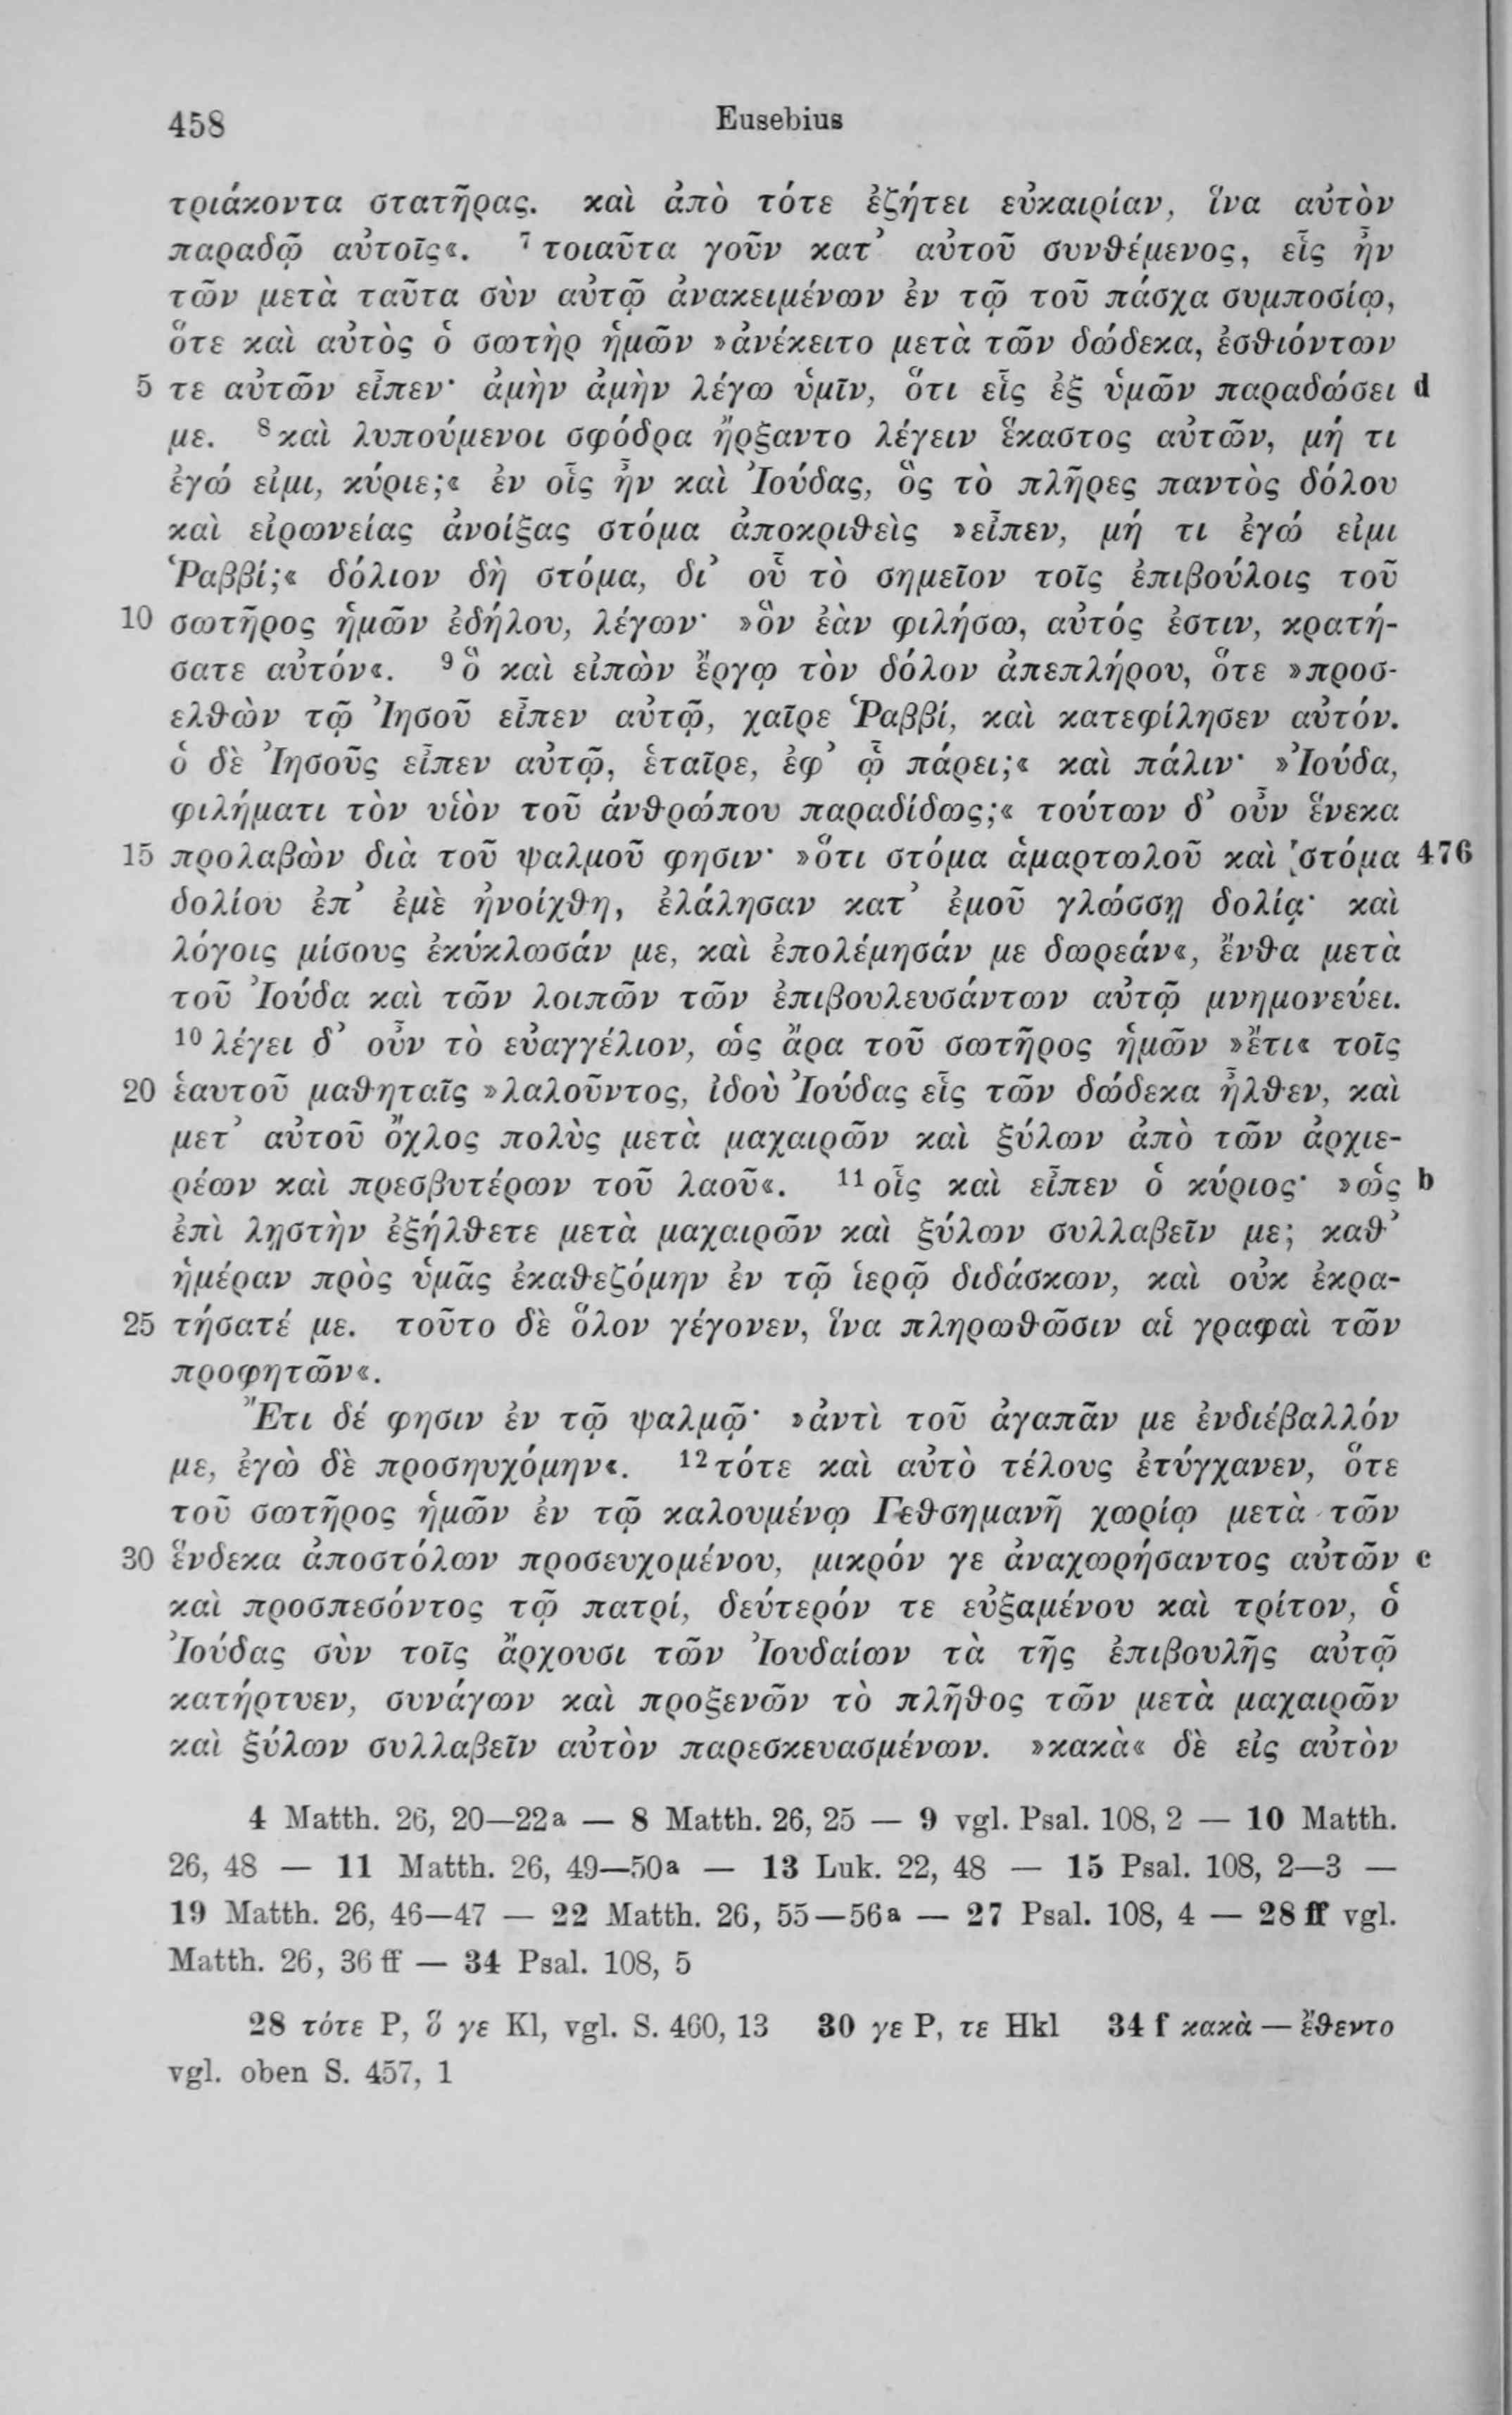 458 Eusebius
τριάκοντα στατῆρας. καὶ ἀπὸ τότε ἐζήτει εὐκαιρίαν, ἵνα αὐτὸν
παραδῷ αὐτοῖς«. ⁷ τοιαῦτα γοῦν κατ’ αὐτοῦ συνθέμενος, εἷς ἦν
τῶν μετὰ ταῦτα σὺν αὐτῷ ἀνακειμένων ἐν τῷ τοῦ πάσχα συμποσίῳ,
ὅτε καὶ αὐτὸς ὁ σωτὴρ ἡμῶν »ἀνέκειτο μετὰ τῶν δώδεκα, ἐσθιόντων
5 τε αὐτῶν εἶπεν· ἀμὴν ἀμὴν λέγω ὑμῖν, ὅτι εἷς ἐξ ὑμῶν παραδώσει d
με. ⁸ καὶ λυπούμενοι σφόδρα ἤρξαντο λέγειν ἕκαστος αὐτῶν, μή τι
ἐγώ εἰμι, κύριε;« ἐν οἷς ἦν καὶ Ἰούδας, ὃς τὸ πλῆρες παντὸς δόλου
καὶ εἰρωνείας ἀνοίξας στόμα ἀποκριθεὶς »εἶπεν, μή τι ἐγώ εἰμι
Ῥαββί;« δόλιον δὴ στόμα, δι’ οὗ τὸ σημεῖον τοῖς ἐπιβούλοις τοῦ
10 σωτῆρος ἡμῶν ἐδήλου, λέγων· »ὃν ἐὰν φιλήσω, αὐτός ἐστιν, κρατή-
σατε αὐτόν«. ⁹ ὃ καὶ εἰπὼν ἔργῳ τὸν δόλον ἀπεπλήρου, ὅτε »προσ-
ελθὼν τῷ Ἰησοῦ εἶπεν αὐτῷ, χαῖρε Ῥαββί, καὶ κατεφίλησεν αὐτόν.
ὁ δὲ Ἰησοῦς εἶπεν αὐτῷ, ἑταῖρε, ἐφ’ ᾧ πάρει;« καὶ πάλιν· »Ἰούδα,
φιλήματι τὸν υἱὸν τοῦ ἀνθρώπου παραδίδως;« τούτων δ’ οὖν ἕνεκα
15 προλαβὼν διὰ τοῦ ψαλμοῦ φησιν· »ὅτι στόμα ἁμαρτωλοῦ καὶ στόμα 476
δολίου ἐπ’ ἐμὲ ἠνοίχθη, ἐλάλησαν κατ’ ἐμοῦ γλώσσῃ δολίᾳ· καὶ
λόγοις μίσους ἐκύκλωσάν με, καὶ ἐπολέμησάν με δωρεάν«, ἔνθα μετὰ
τοῦ Ἰούδα καὶ τῶν λοιπῶν τῶν ἐπιβουλευσάντων αὐτῷ μνημονεύει.
¹⁰ λέγει δ’ οὖν τὸ εὐαγγέλιον, ὡς ἄρα τοῦ σωτῆρος ἡμῶν »ἔτι« τοῖς
20 ἑαυτοῦ μαθηταῖς »λαλοῦντος, ἰδοὺ Ἰούδας εἷς τῶν δώδεκα ἦλθεν, καὶ
μετ’ αὐτοῦ ὄχλος πολὺς μετὰ μαχαιρῶν καὶ ξύλων ἀπὸ τῶν ἀρχιε-
ρέων καὶ πρεσβυτέρων τοῦ λαοῦ«. ¹¹ οἷς καὶ εἶπεν ὁ κύριος· »ὡς b
ἐπὶ λῃστὴν ἐξήλθετε μετὰ μαχαιρῶν καὶ ξύλων συλλαβεῖν με; καθ’
ἡμέραν πρὸς ὑμᾶς ἐκαθεζόμην ἐν τῷ ἱερῷ διδάσκων, καὶ οὐκ ἐκρα-
25 τήσατέ με. τοῦτο δὲ ὅλον γέγονεν, ἵνα πληρωθῶσιν αἱ γραφαὶ τῶν
προφητῶν«.
Ἔτι δέ φησιν ἐν τῷ ψαλμῷ· »ἀντὶ τοῦ ἀγαπᾶν με ἐνδιέβαλλόν
με, ἐγὼ δὲ προσηυχόμην«. ¹² τότε καὶ αὐτὸ τέλους ἐτύγχανεν, ὅτε
τοῦ σωτῆρος ἡμῶν ἐν τῷ καλουμένῳ Γεθσημανῆ χωρίῳ μετὰ τῶν
30 ἕνδεκα ἀποστόλων προσευχομένου, μικρόν γε ἀναχωρήσαντος αὐτῶν c
καὶ προσπεσόντος τῷ πατρί, δεύτερόν τε εὐξαμένου καὶ τρίτον, ὁ
Ἰούδας σὺν τοῖς ἄρχουσι τῶν Ἰουδαίων τὰ τῆς ἐπιβουλῆς αὐτῷ
κατήρτυεν, συνάγων καὶ προξενῶν τὸ πλῆθος τῶν μετὰ μαχαιρῶν
καὶ ξύλων συλλαβεῖν αὐτὸν παρεσκευασμένων. »κακὰ« δὲ εἰς αὐτὸν
4 Matth. 26, 20—22a — 8 Matth. 26, 25 — 9 vgl. Psal. 108, 2 — 10 Matth.
26, 48 — 11 Matth. 26, 49—50a — 13 Luk. 22, 48 — 15 Psal. 108, 2—3 —
19 Matth. 26, 46—47 — 22 Matth. 26, 55—56a — 27 Psal. 108, 4 — 28 ff vgl.
Matth. 26, 36 ff — 34 Psal. 108, 5
28 τότε P, ὅ γε Kl, vgl. S. 460, 13 30 γε P, τε Hkl 34 f κακὰ — ἔθεντο
vgl. oben S. 457, 1